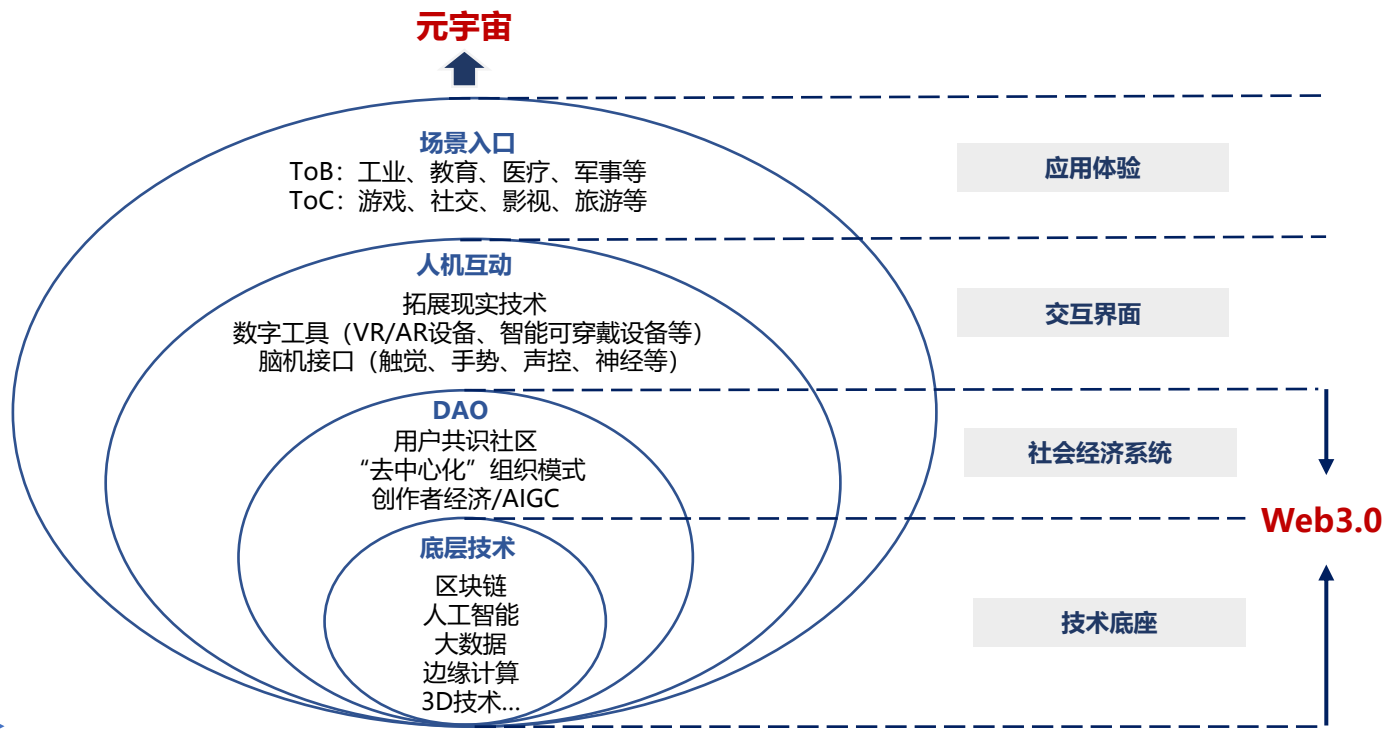 元宇宙
场景入口
ToB：工业、教育、医疗、军事等
ToC：游戏、社交、影视、旅游等
应用体验
人机互动
拓展现实技术
数字工具（VR/AR设备、智能可穿戴设备等）
脑机接口（触觉、手势、声控、神经等）
交互界面
DAO
用户共识社区
“去中心化”组织模式
创作者经济/AIGC
社会经济系统
Web3.0
底层技术
区块链
人工智能
大数据
边缘计算
3D技术...
技术底座